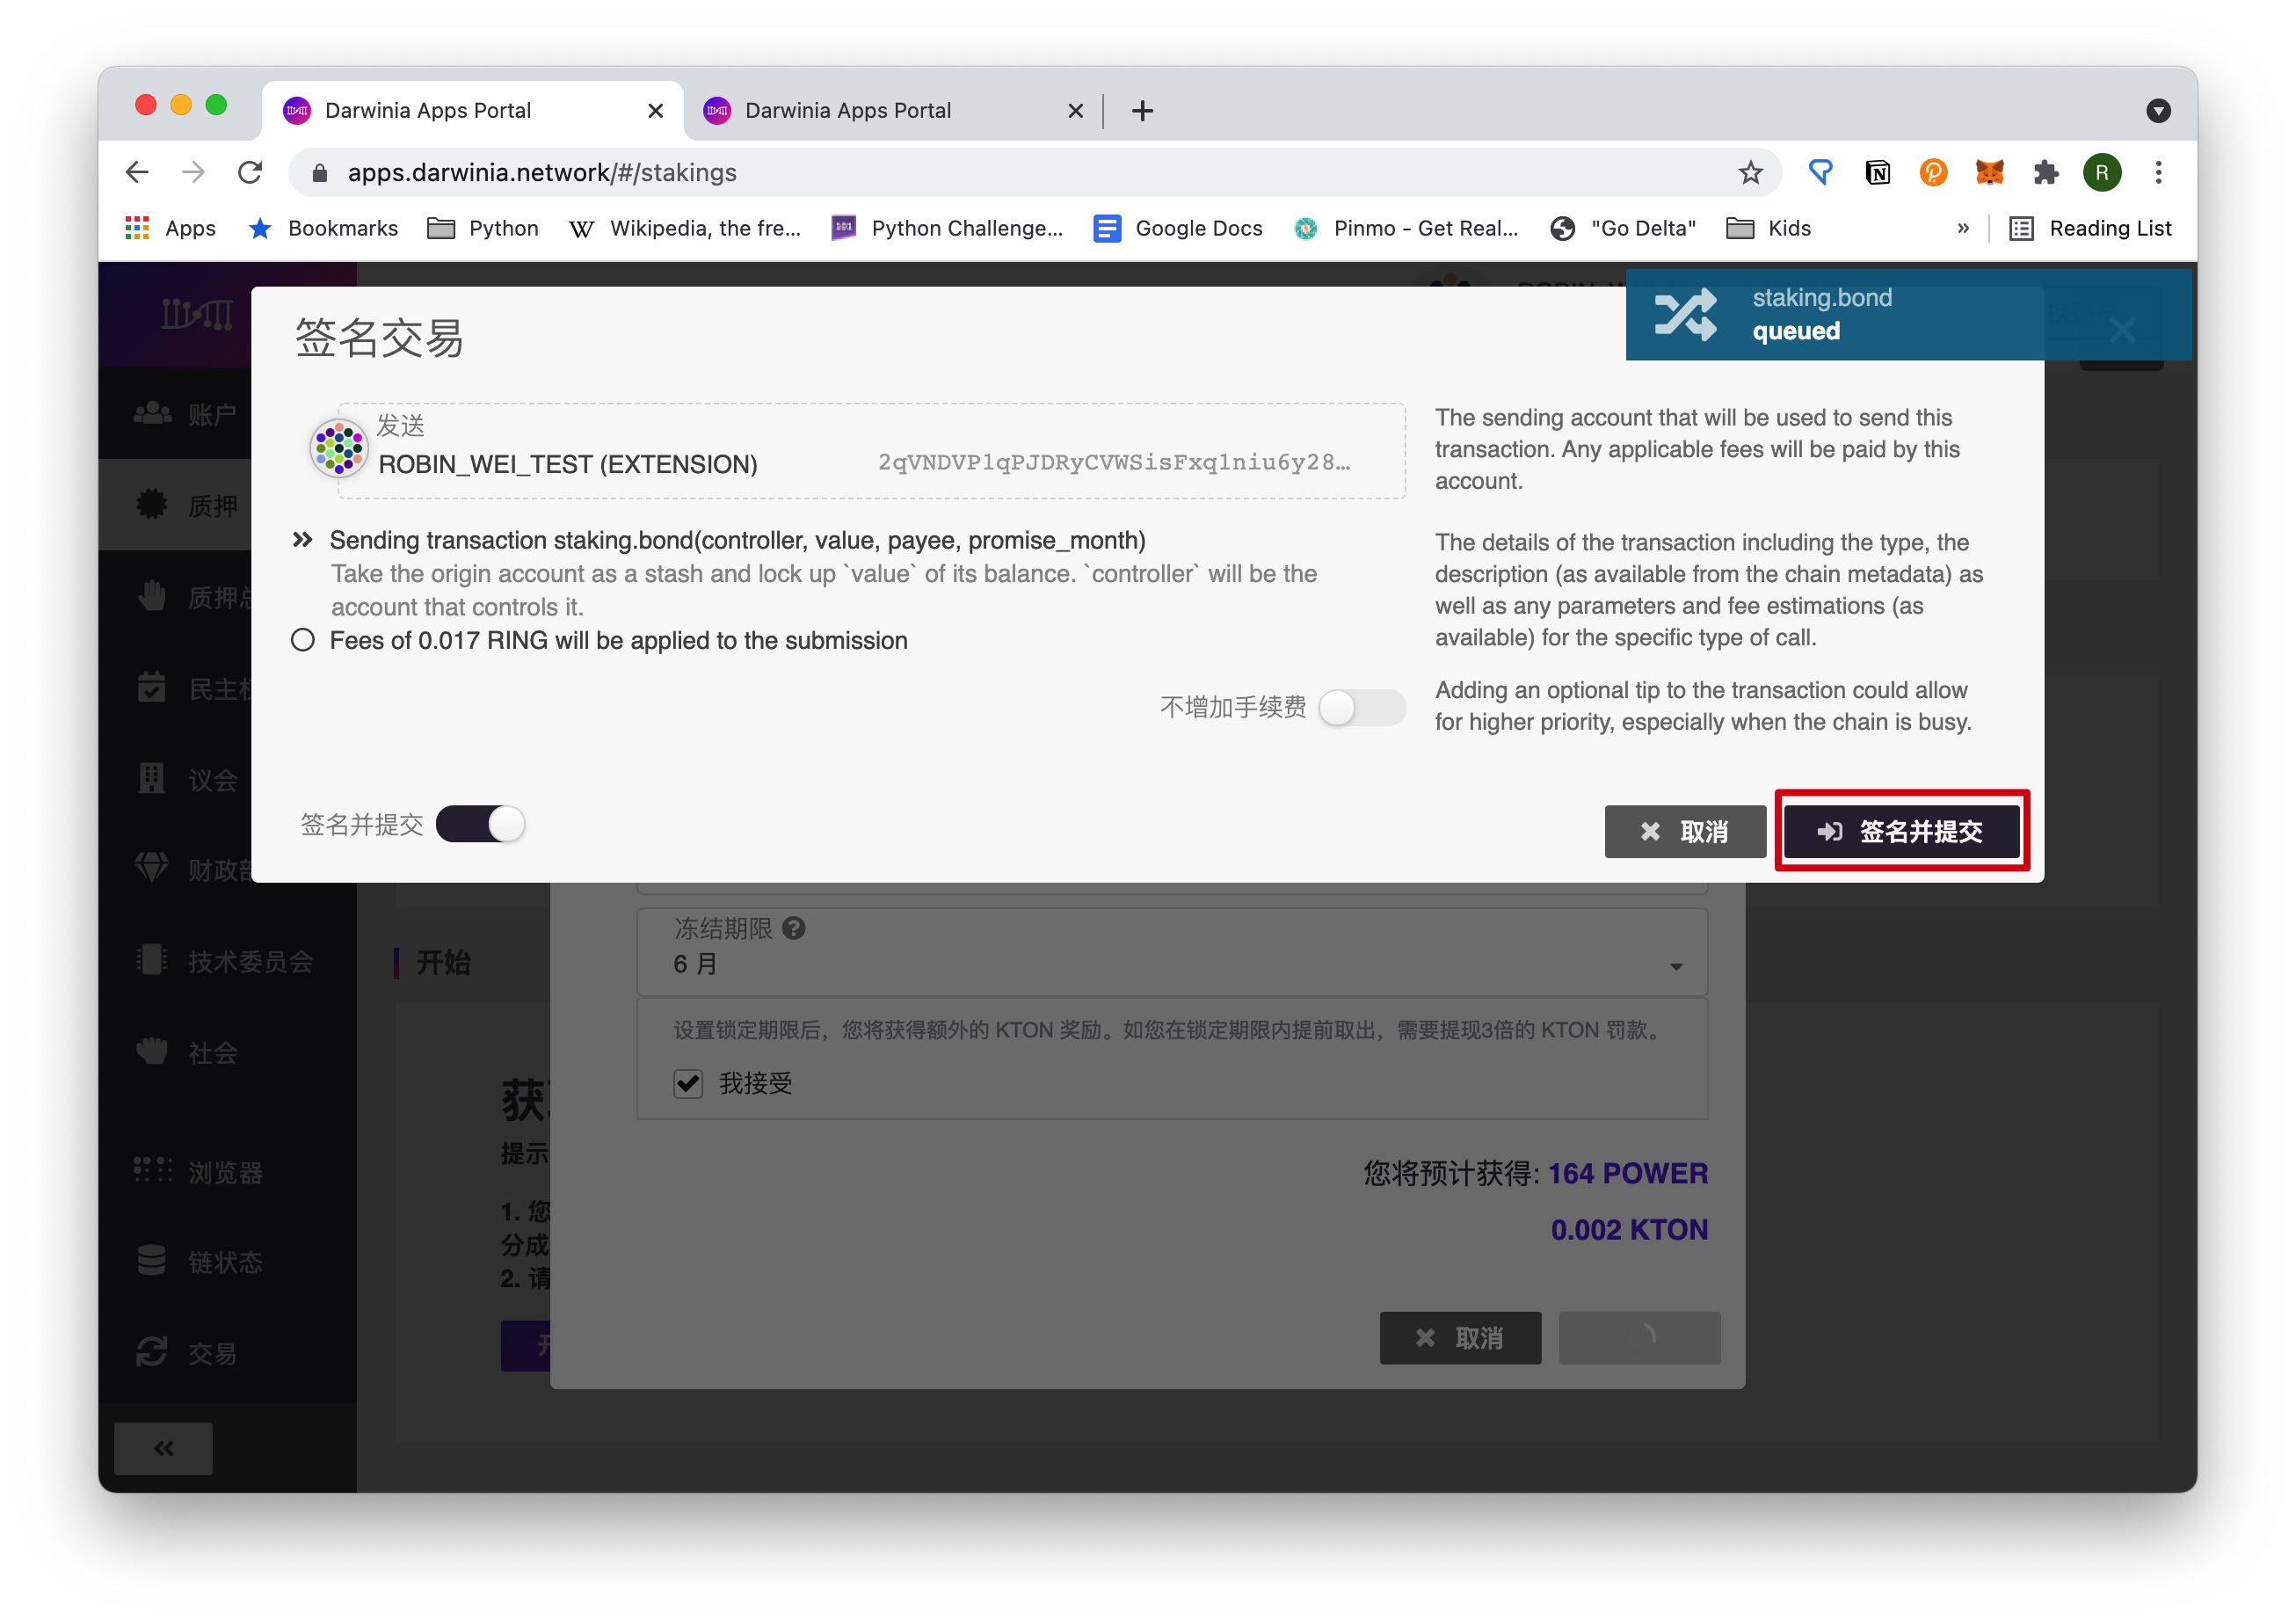 Darwinia Apps Portal
Darwinia Apps Portal
apps.darwinia.network/#/stakings
R
Apps
Bookmarks
Python
Wikipedia, the fre...
101
Python Challenge...
Google Docs
Pinmo - Get Real...
"Go Delta"
Kids
»
Reading List
staking.bond
queued
签名交易
发送
ROBIN_WEI_TEST (EXTENSION)
2qVNDVP1qPJDRyCVWSisFxq1niu6y28…
The sending account that will be used to send this
transaction. Any applicable fees will be paid by this
account.
Sending transaction staking.bond(controller, value, payee, promise_month)
Take the origin account as a stash and lock up `value` of its balance. `controller` will be the
account that controls it.
Fees of 0.017 RING will be applied to the submission
The details of the transaction including the type, the
description (as available from the chain metadata) as
well as any parameters and fee estimations (as
available) for the specific type of call.
不增加手续费
Adding an optional tip to the transaction could allow
for higher priority, especially when the chain is busy.
签名并提交
取消
签名并提交
账户
质押
质押总
民主权
议会
财政部
技术委员会
社会
浏览器
链状态
交易
开始
提示
1. 您
分成
2. 请
冻结期限
6 月
设置锁定期限后，您将获得额外的 KTON 奖励。如您在锁定期限内提前取出，需要提现3倍的 KTON 罚款。
我接受
您将预计获得: 164 POWER
0.002 KTON
取消